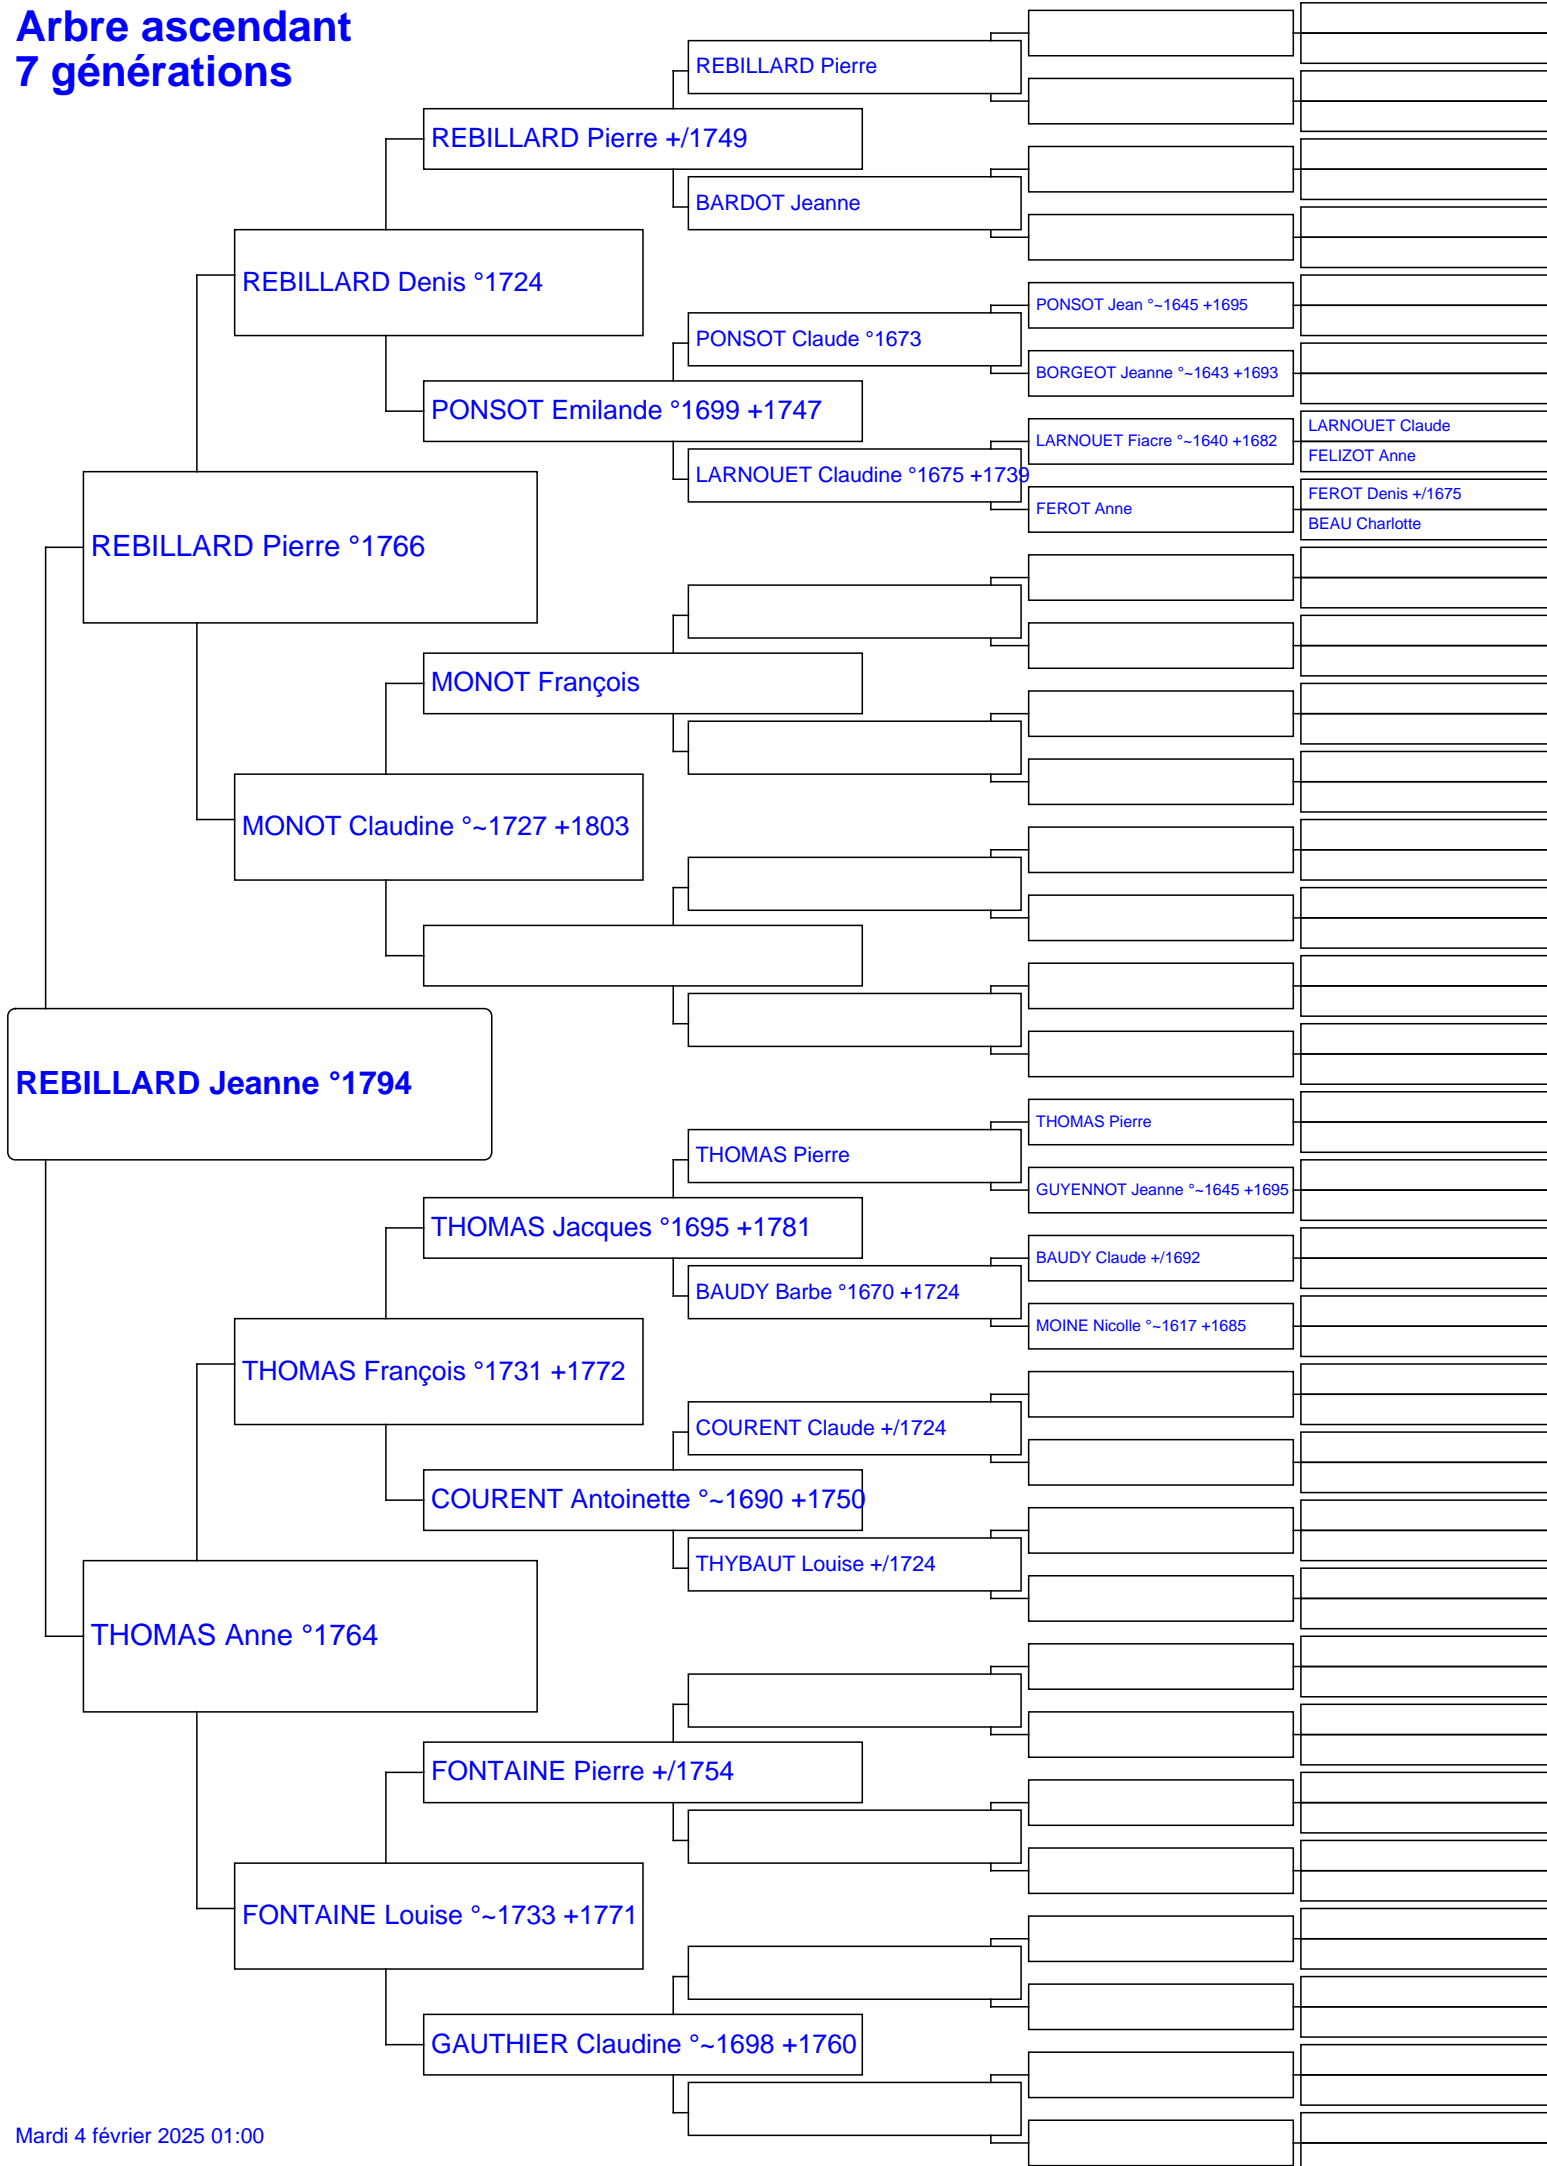 Arbre ascendant
7 générations
REBILLARD Pierre
REBILLARD Pierre +/1749
BARDOT Jeanne
REBILLARD Denis °1724
PONSOT Jean °~1645 +1695
PONSOT Claude °1673
BORGEOT Jeanne °~1643 +1693
PONSOT Emilande °1699 +1747
LARNOUET Claude
LARNOUET Fiacre °~1640 +1682
FELIZOT Anne
LARNOUET Claudine °1675 +1739
FEROT Denis +/1675
FEROT Anne
BEAU Charlotte
REBILLARD Pierre °1766
MONOT François
MONOT Claudine °~1727 +1803
REBILLARD Jeanne °1794
THOMAS Pierre
THOMAS Pierre
GUYENNOT Jeanne °~1645 +1695
THOMAS Jacques °1695 +1781
BAUDY Claude +/1692
BAUDY Barbe °1670 +1724
MOINE Nicolle °~1617 +1685
THOMAS François °1731 +1772
COURENT Claude +/1724
COURENT Antoinette °~1690 +1750
THYBAUT Louise +/1724
THOMAS Anne °1764
FONTAINE Pierre +/1754
FONTAINE Louise °~1733 +1771
GAUTHIER Claudine °~1698 +1760
Mardi 4 février 2025 01:00